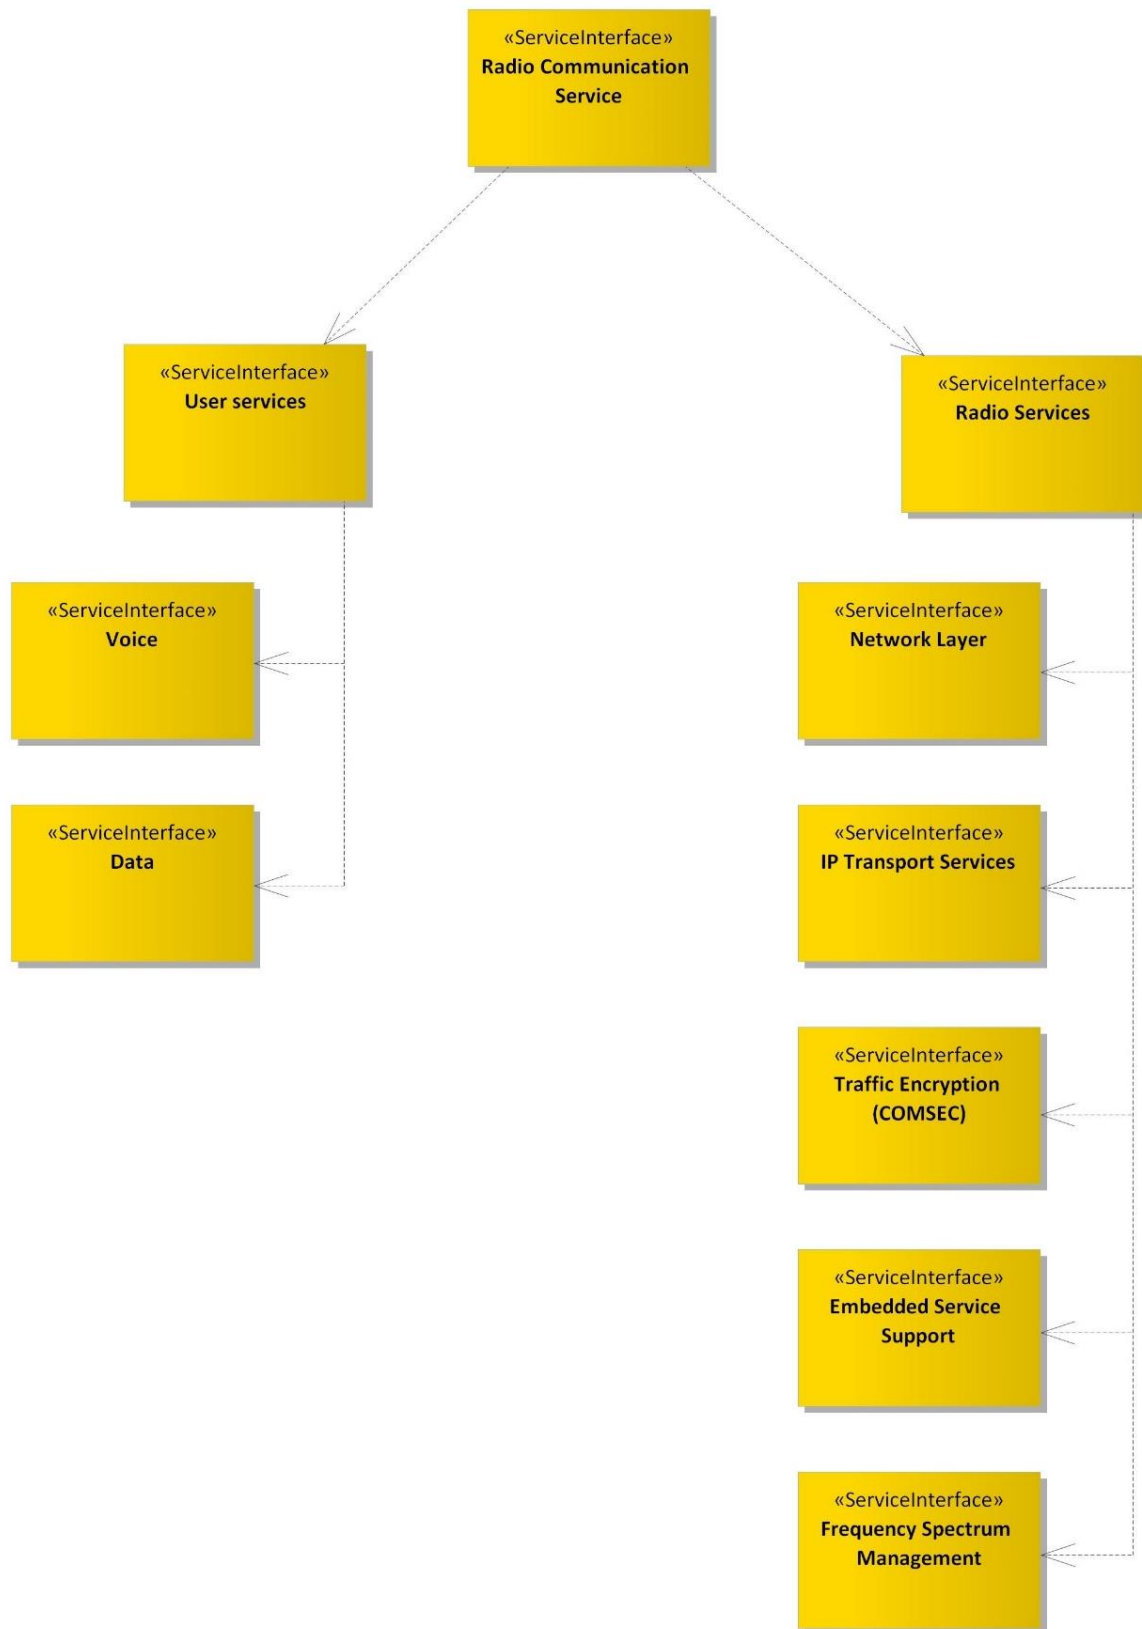 «ServiceInterface»
Radio Communication
Service
«ServiceInterface»
User services
«ServiceInterface»
Radio Services
«ServiceInterface»
Voice
«ServiceInterface»
Data
«ServiceInterface»
Network Layer
«ServiceInterface»
IP Transport Services
«ServiceInterface»
Traffic Encryption
(COMSEC)
«ServiceInterface»
Embedded Service
Support
«ServiceInterface»
Frequency Spectrum
Management